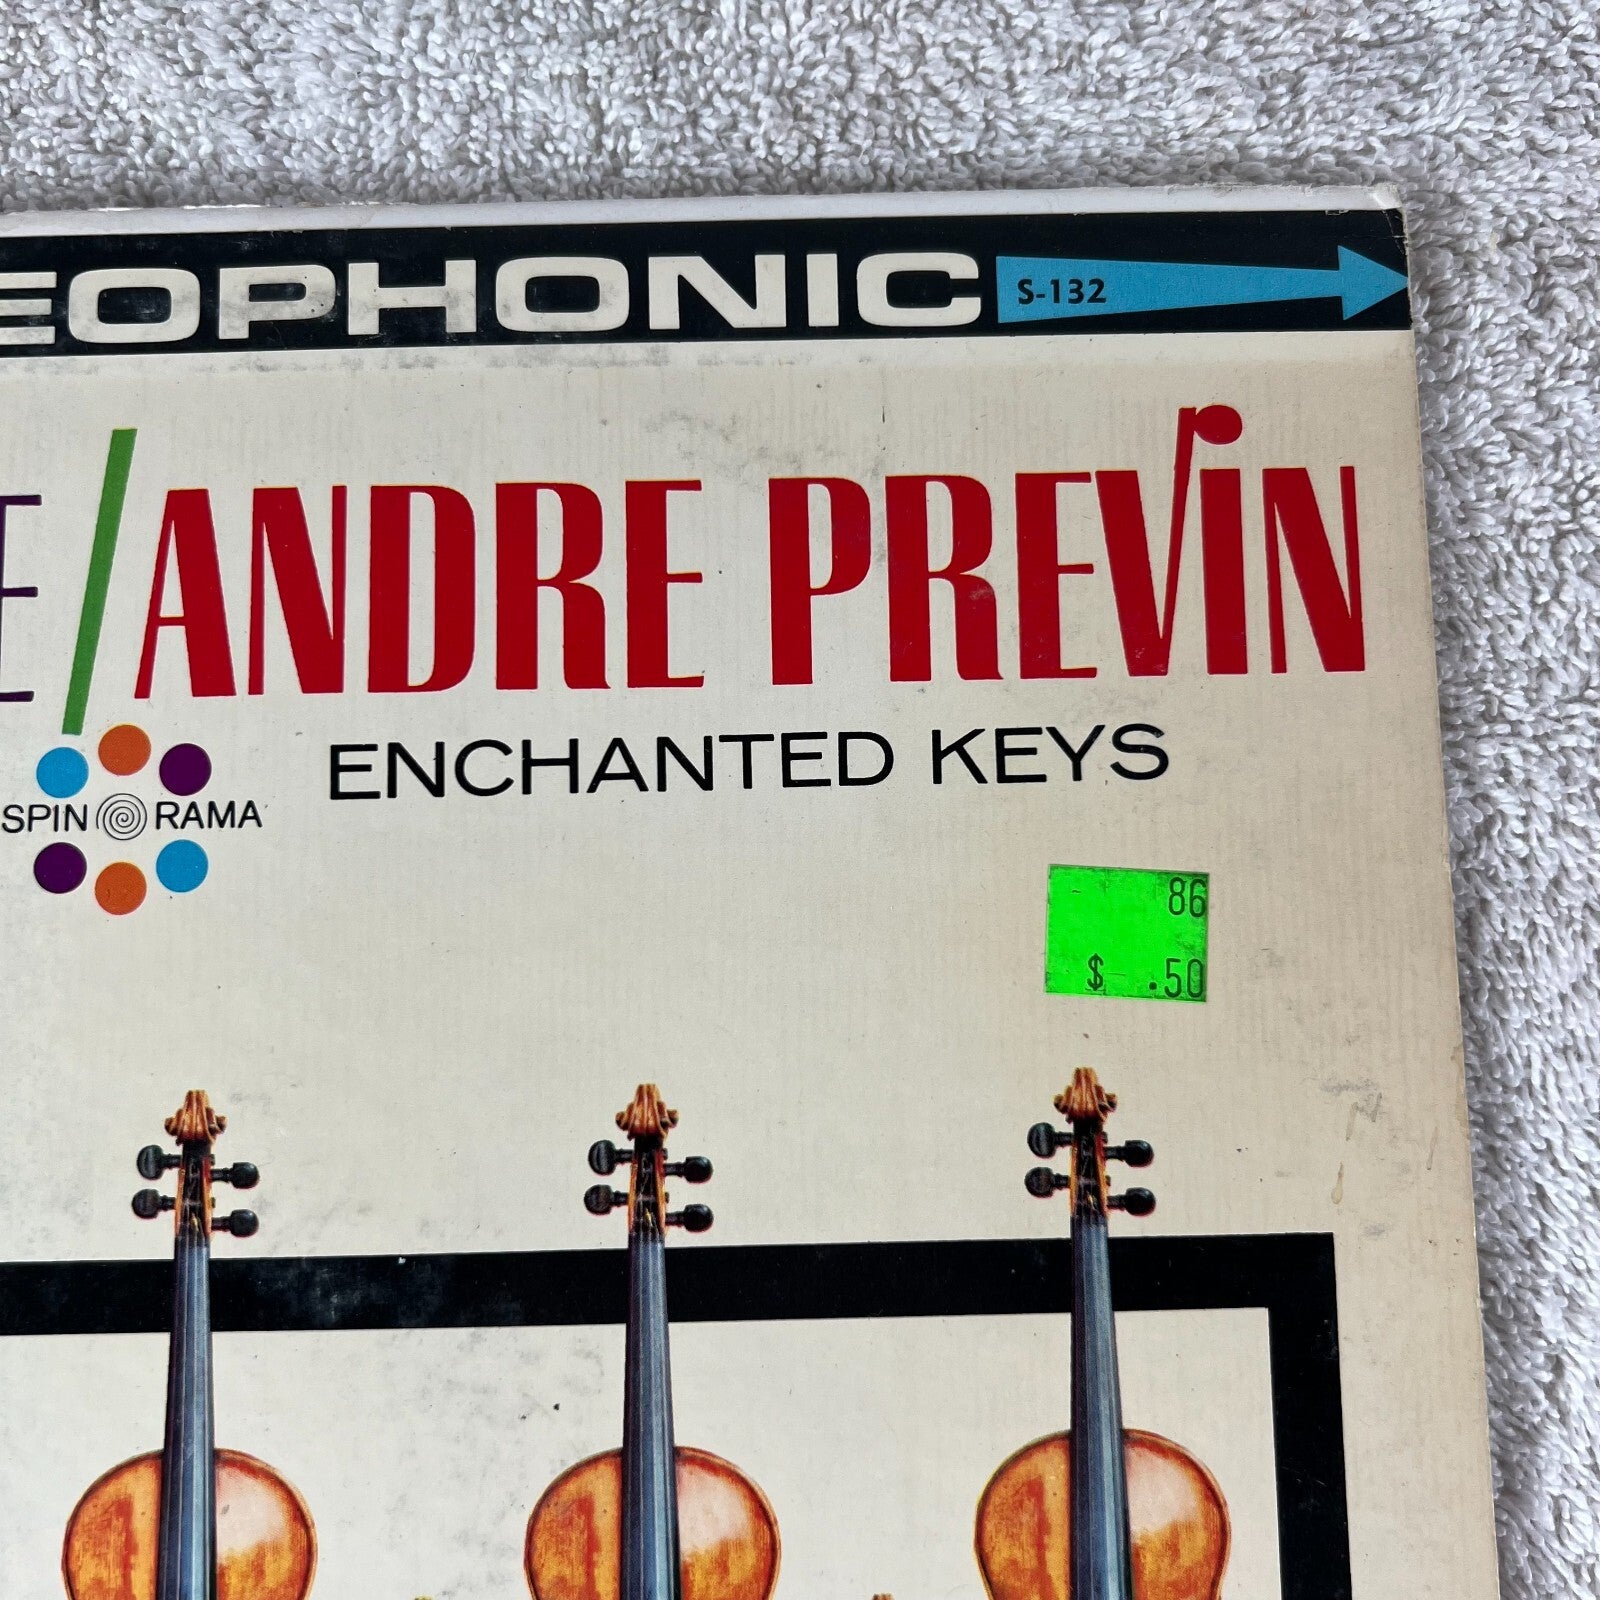 EOPHONIC S-132
E/ANDRE PREVIN
ENCHANTED KEYS
SPIN O RAMA
86
$ .50